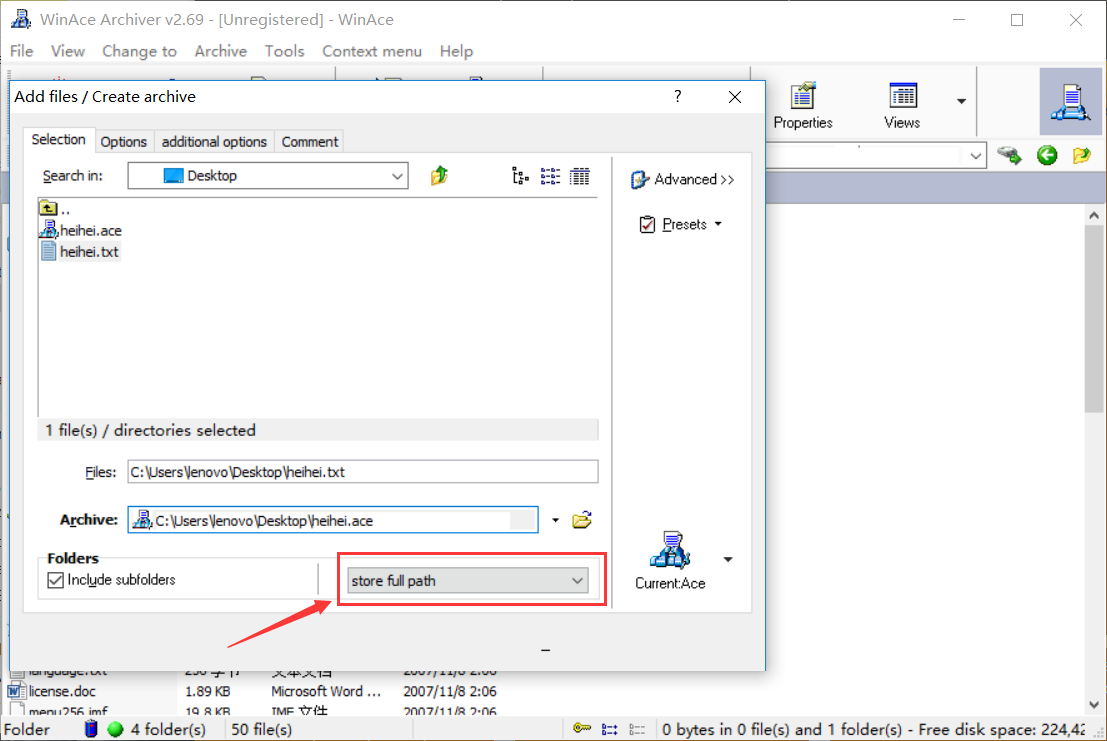 WinAce Archiver v2.69 - [Unregistered] - WinAce
File View Change to Archive Tools Context menu Help
Add files / Create archive ?
Properties Views
Selection Options additional options Comment
Search in: Desktop
Advanced >>
..
Presets
heihei.ace
heihei.txt
1 file(s) / directories selected
Files: C:\Users\lenovo\Desktop\heihei.txt
Archive: C:\Users\lenovo\Desktop\heihei.ace
Folders
Include subfolders store full path
Current:Ace
language.txt 2007/11/8 2:06
license.doc 1.89 KB Microsoft Word ... 2007/11/8 2:06
menu256.imf 19.8 KB IMF 文件 2007/11/8 2:06
Folder 4 folder(s) 50 file(s) 0 bytes in 0 file(s) and 1 folder(s) - Free disk space: 224,42